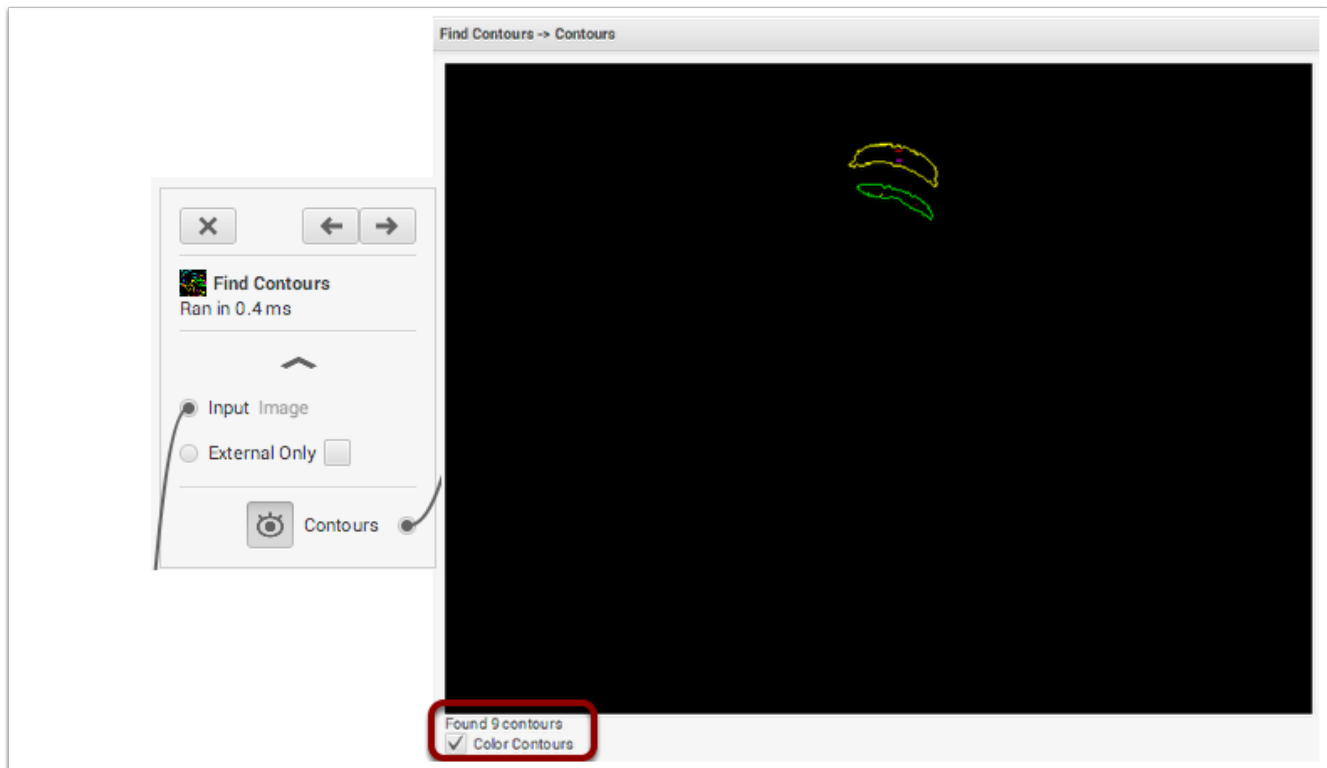 Find Contours -> Contours
Find Contours
Ran in 0.4 ms
Input Image
External Only
Contours
Found 9 contours
Color Contours